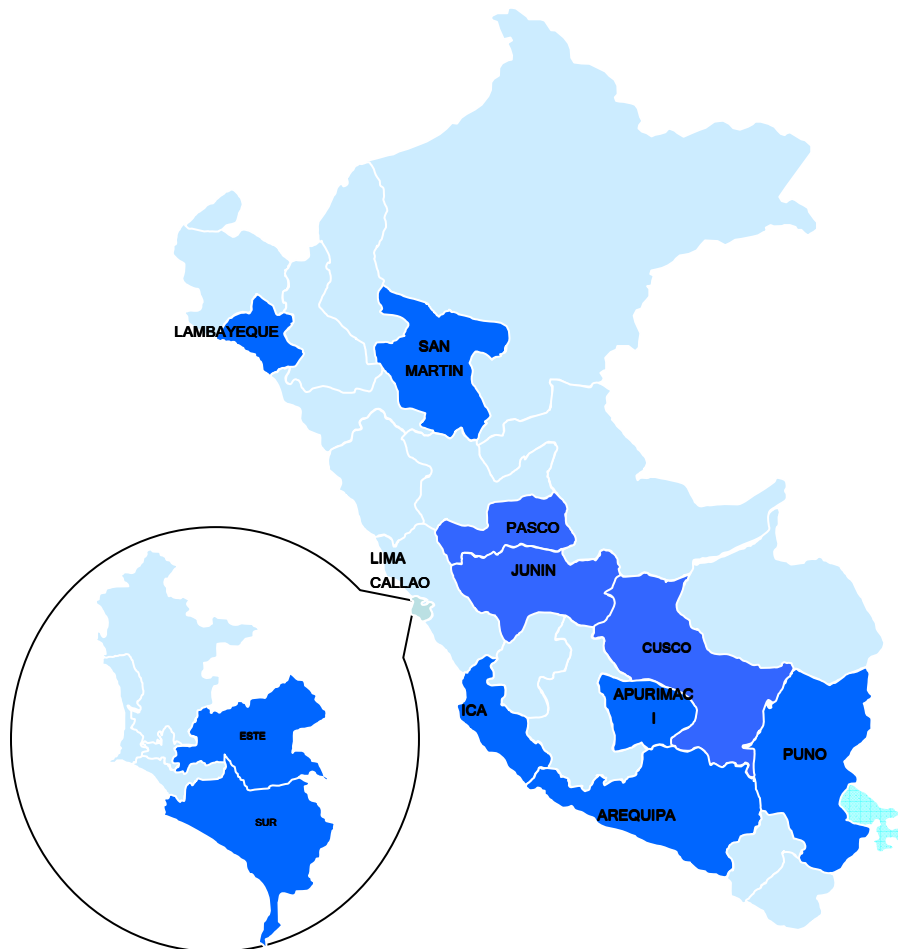 LAMBAYEQUE
SAN
MARTIN
PASCO
LIMA
CALLAO
JUNIN
CUSCO
APURIMAC
I
ICA
ESTE
PUNO
AREQUIPA
SUR